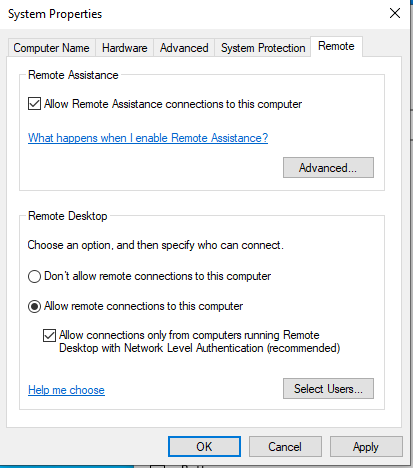 System Properties
Computer Name Hardware Advanced System Protection Remote
Remote Assistance
Allow Remote Assistance connections to this computer
What happens when I enable Remote Assistance?
Advanced...
Remote Desktop
Choose an option, and then specify who can connect.
Don't allow remote connections to this computer
Allow remote connections to this computer
Allow connections only from computers running Remote
Desktop with Network Level Authentication (recommended)
Help me choose
Select Users...
OK Cancel Apply